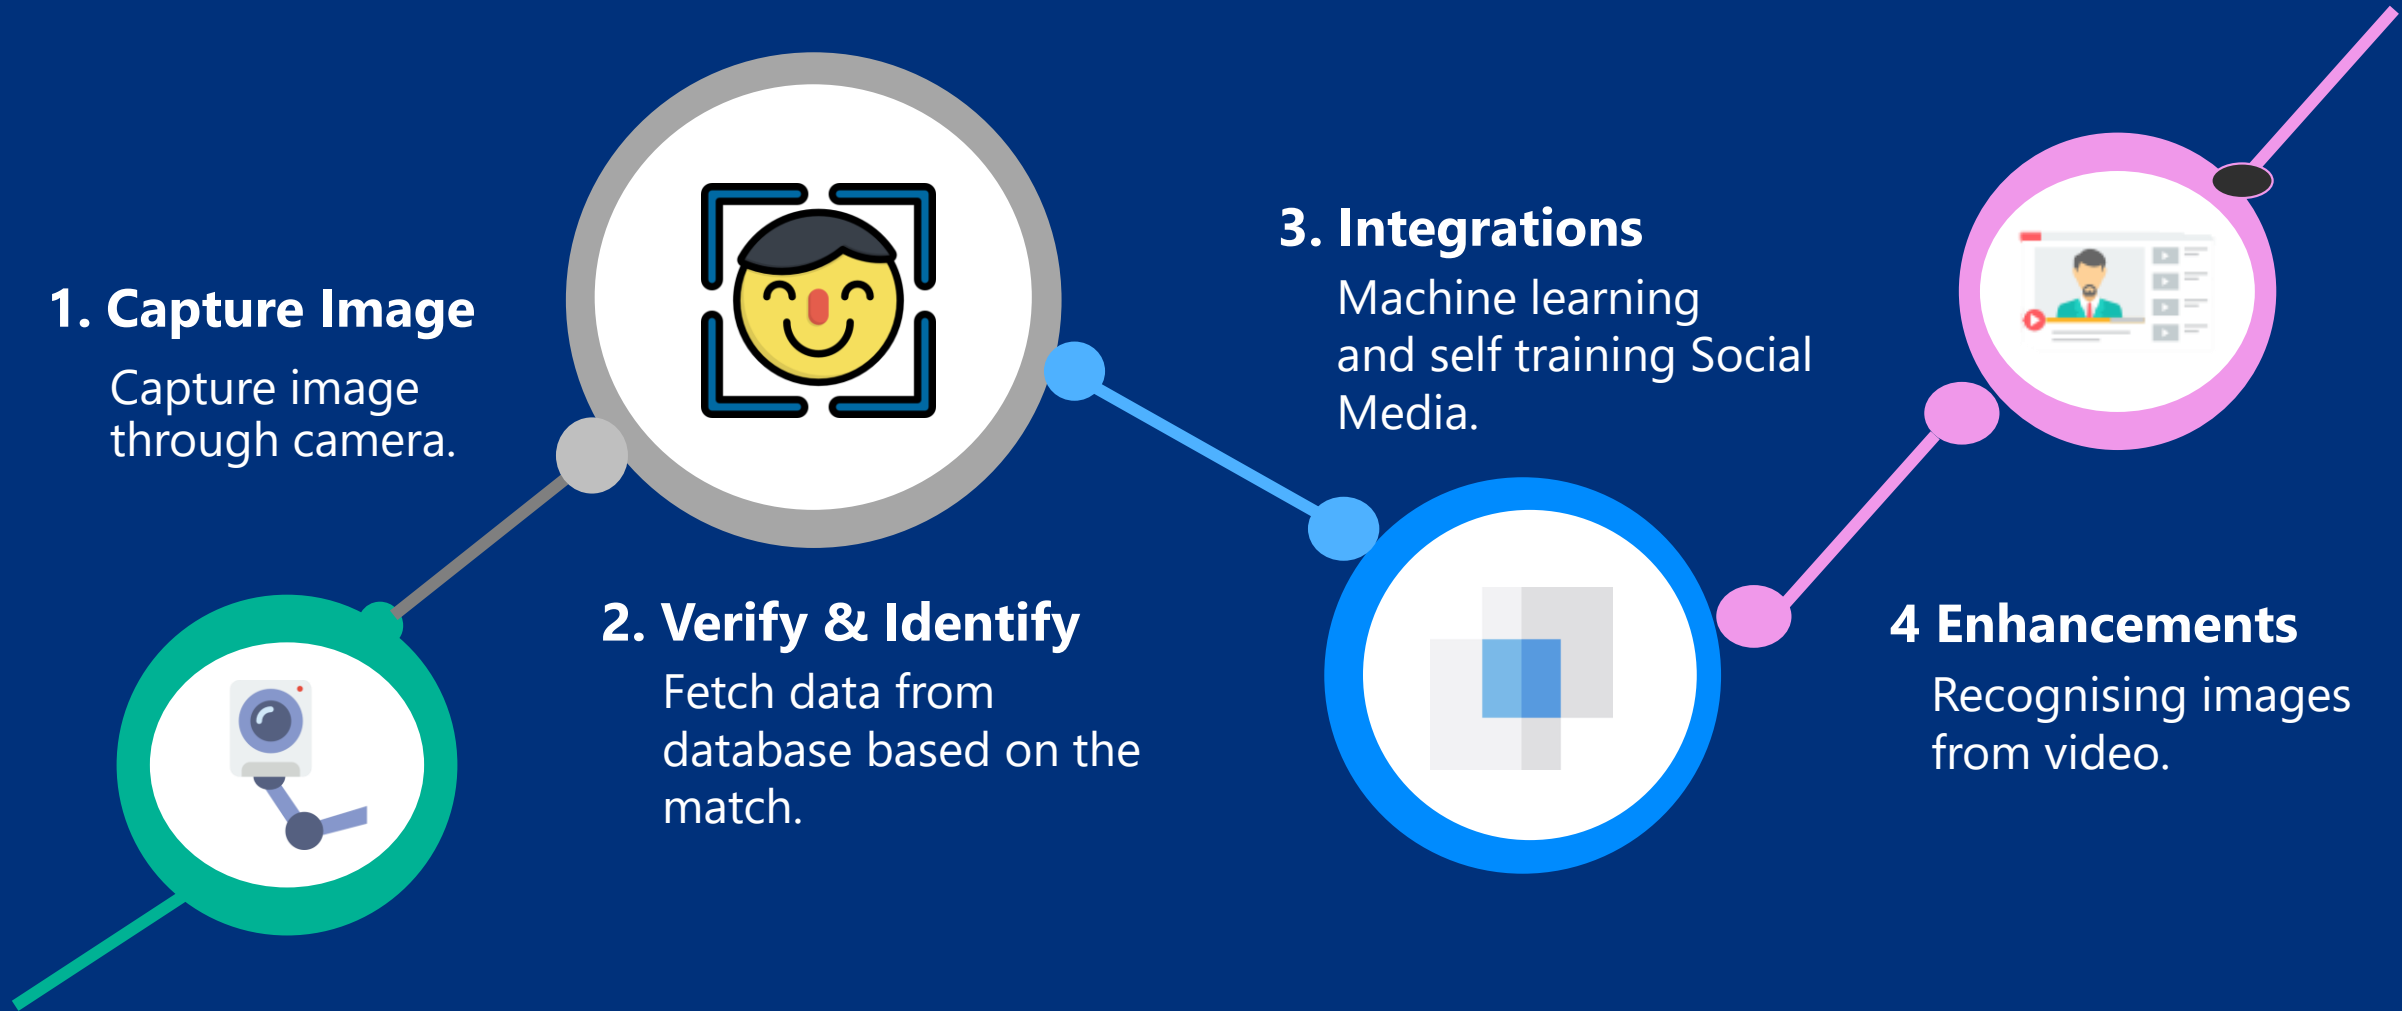 1. Capture Image
Capture image
through camera.
2. Verify & Identify
Fetch data from
database based on the
match.
3. Integrations
Machine learning
and self training Social
Media.
4 Enhancements
Recognising images
from video.